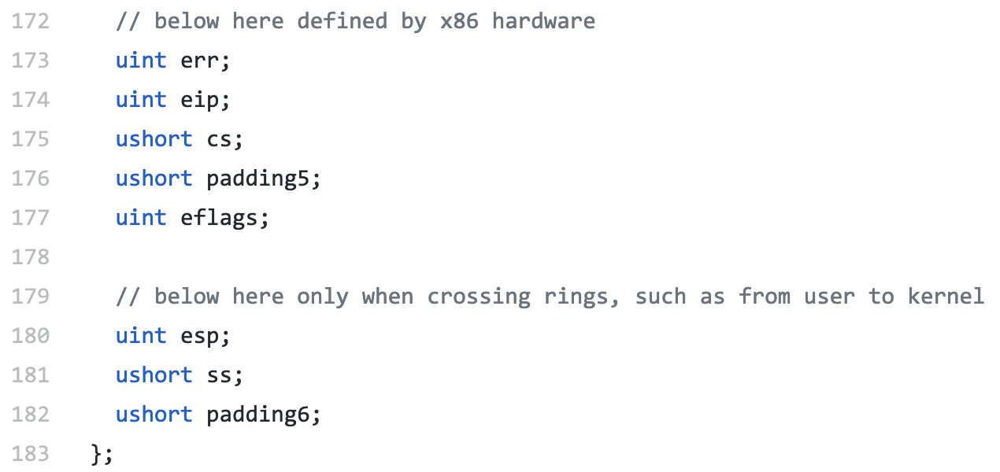 172 // below here defined by x86 hardware
173 uint err;
174 uint eip;
175 ushort cs;
176 ushort padding5;
177 uint eflags;
178
179 // below here only when crossing rings, such as from user to kernel
180 uint esp;
181 ushort ss;
182 ushort padding6;
183 };